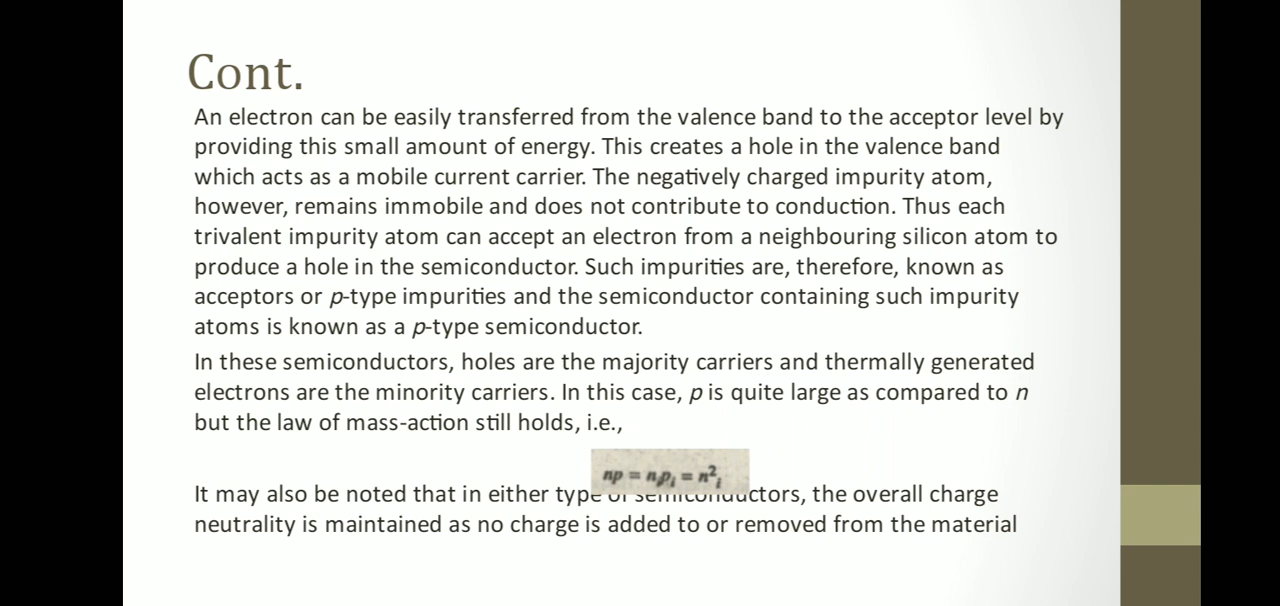 Cont.
An electron can be easily transferred from the valence band to the acceptor level by
providing this small amount of energy. This creates a hole in the valence band
which acts as a mobile current carrier. The negatively charged impurity atom,
however, remains immobile and does not contribute to conduction. Thus each
trivalent impurity atom can accept an electron from a neighbouring silicon atom to
produce a hole in the semiconductor. Such impurities are, therefore, known as
acceptors or p-type impurities and the semiconductor containing such impurity
atoms is known as a p-type semiconductor.
In these semiconductors, holes are the majority carriers and thermally generated
electrons are the minority carriers. In this case, p is quite large as compared to n
but the law of mass-action still holds, i.e.,
np = nᵢpᵢ = n²ᵢ
It may also be noted that in either type of semiconductors, the overall charge
neutrality is maintained as no charge is added to or removed from the material